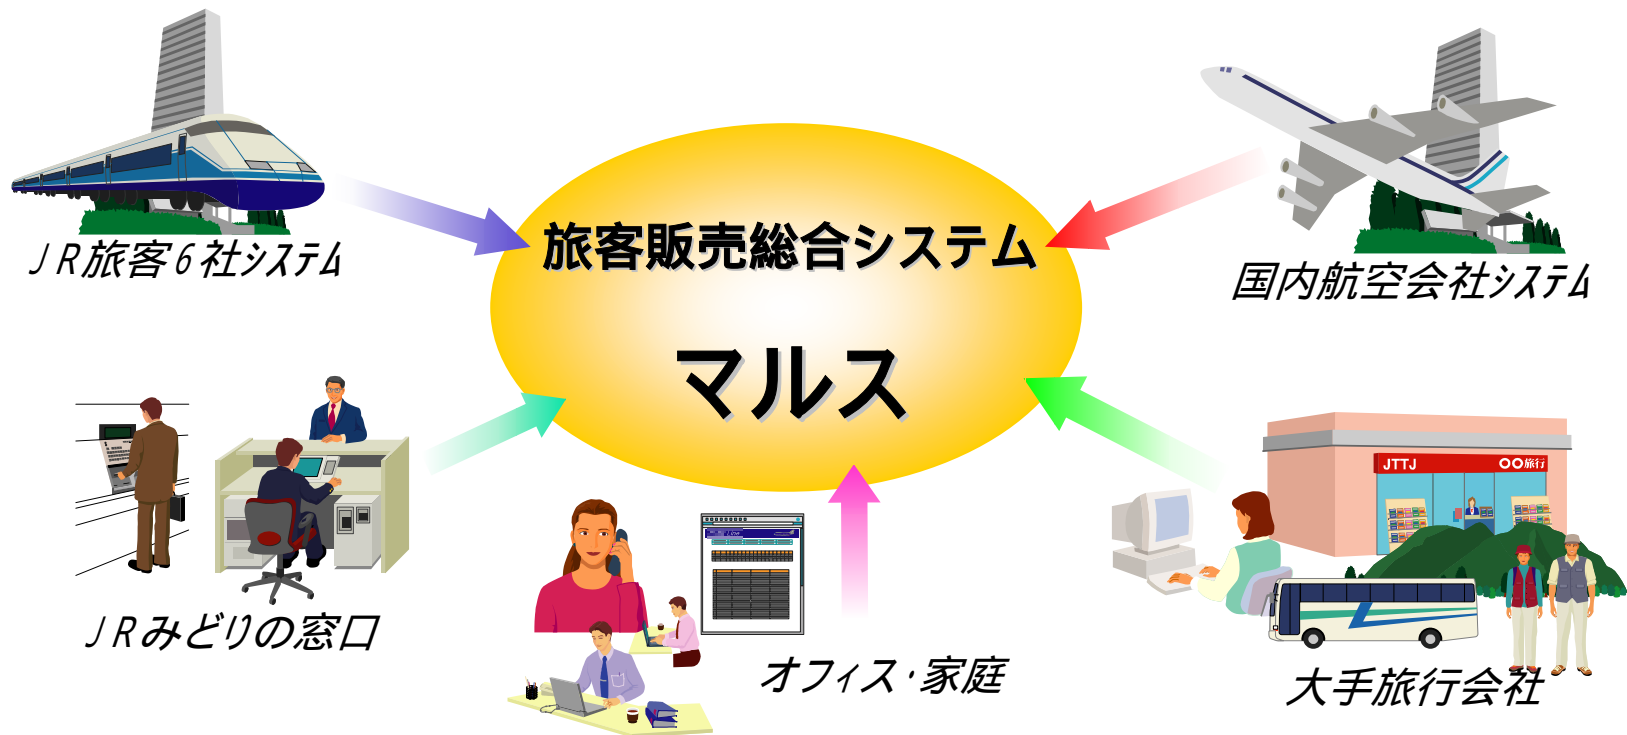 JR旅客6社システム
国内航空会社システム
旅客販売総合システム
マルス
JTTJ
○○旅行
JRみどりの窓口
オフィス・家庭
大手旅行会社